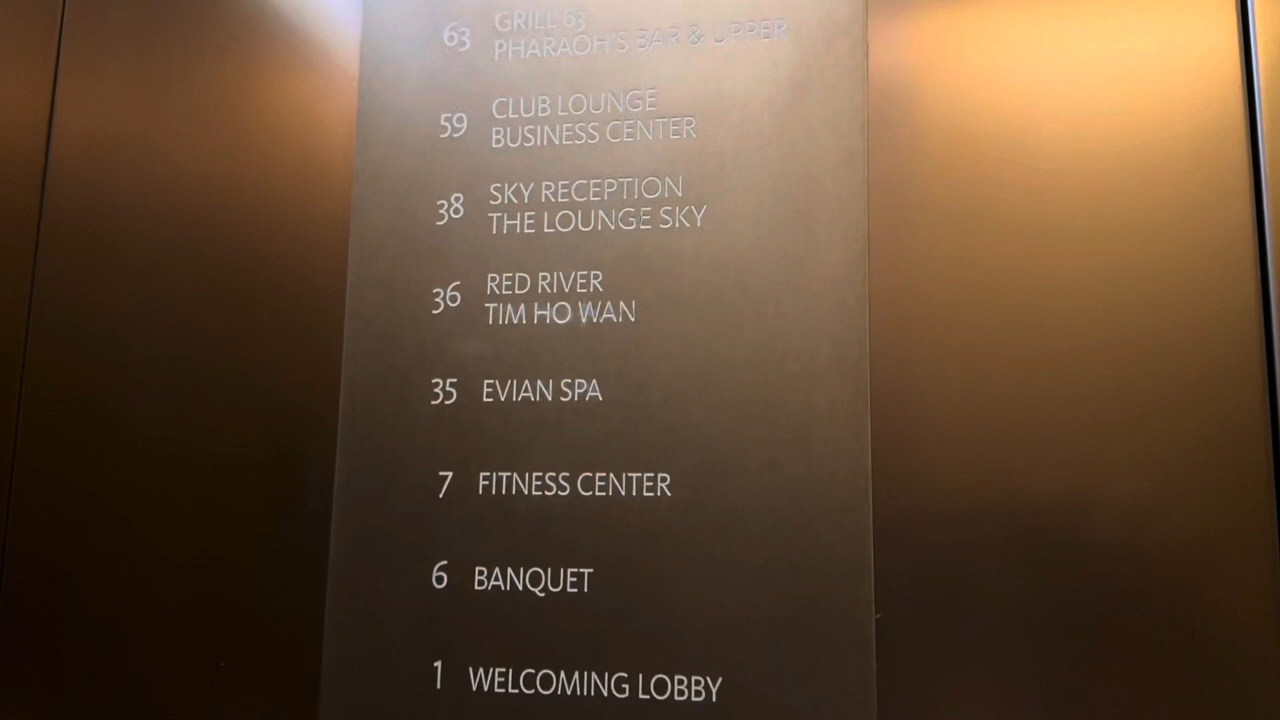 63 GRILL 63
PHARAOH'S BAR & UPPER
59 CLUB LOUNGE
BUSINESS CENTER
38 SKY RECEPTION
THE LOUNGE SKY
36 RED RIVER
TIM HO WAN
35 EVIAN SPA
7 FITNESS CENTER
6 BANQUET
1 WELCOMING LOBBY